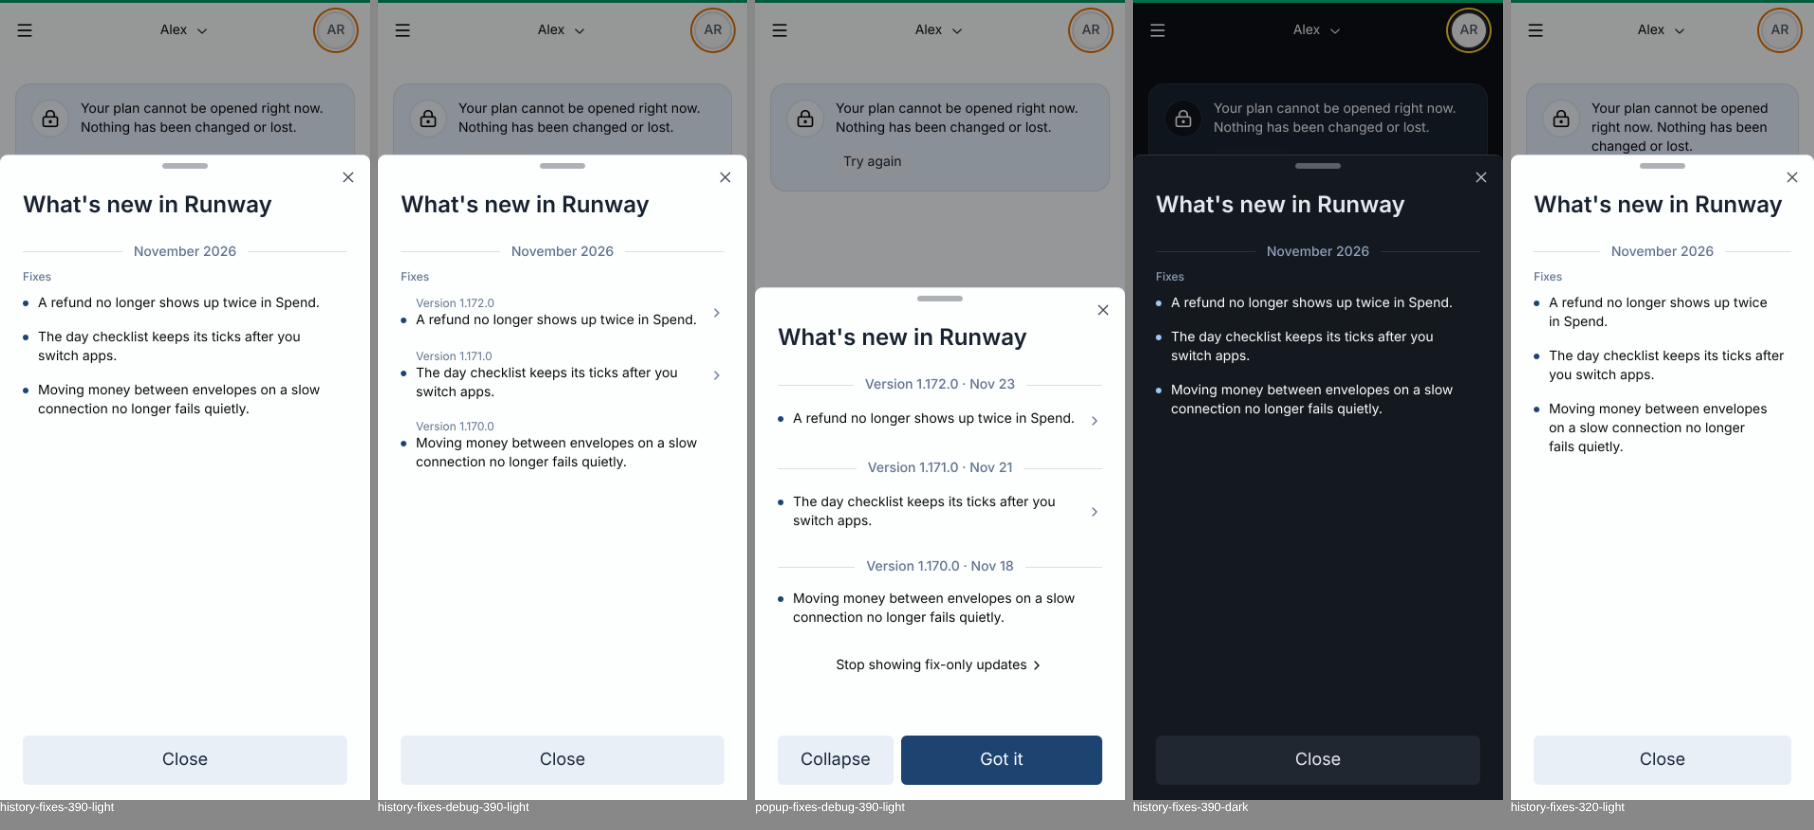 Alex
AR
Your plan cannot be opened right now.
Nothing has been changed or lost.
What's new in Runway
November 2026
Fixes
A refund no longer shows up twice in Spend.
The day checklist keeps its ticks after you
switch apps.
Moving money between envelopes on a slow
connection no longer fails quietly.
Close
history-fixes-390-light
Alex
AR
Your plan cannot be opened right now.
Nothing has been changed or lost.
What's new in Runway
November 2026
Fixes
Version 1.172.0
A refund no longer shows up twice in Spend.
Version 1.171.0
The day checklist keeps its ticks after you
switch apps.
Version 1.170.0
Moving money between envelopes on a slow
connection no longer fails quietly.
Close
history-fixes-debug-390-light
Alex
AR
Your plan cannot be opened right now.
Nothing has been changed or lost.
Try again
What's new in Runway
Version 1.172.0 · Nov 23
A refund no longer shows up twice in Spend.
Version 1.171.0 · Nov 21
The day checklist keeps its ticks after you
switch apps.
Version 1.170.0 · Nov 18
Moving money between envelopes on a slow
connection no longer fails quietly.
Stop showing fix-only updates
Collapse
Got it
popup-fixes-debug-390-light
Alex
AR
Your plan cannot be opened right now.
Nothing has been changed or lost.
What's new in Runway
November 2026
Fixes
A refund no longer shows up twice in Spend.
The day checklist keeps its ticks after you
switch apps.
Moving money between envelopes on a slow
connection no longer fails quietly.
Close
history-fixes-390-dark
Alex
AR
Your plan cannot be opened
right now. Nothing has been
changed or lost.
What's new in Runway
November 2026
Fixes
A refund no longer shows up twice
in Spend.
The day checklist keeps its ticks after
you switch apps.
Moving money between envelopes
on a slow connection no longer
fails quietly.
Close
history-fixes-320-light